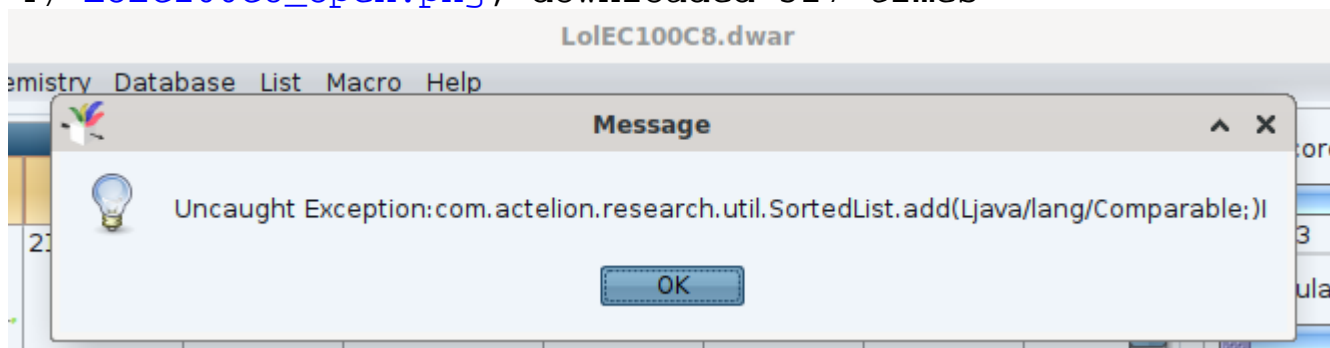 LolEC100C8.dwar
emistry Database List Macro Help
Message
Uncaught Exception:com.actelion.research.util.SortedList.add(Ljava/lang/Comparable;)I
OK
3